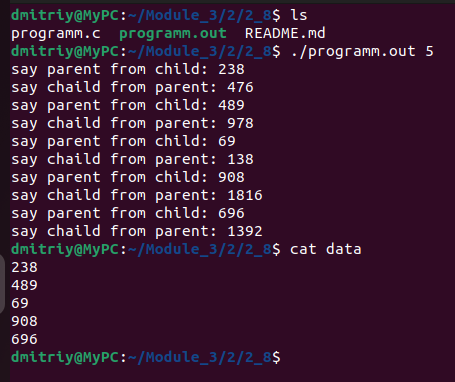 dmitriy@MyPC:~/Module_3/2/2_8$ ls
programm.c  programm.out  README.md
dmitriy@MyPC:~/Module_3/2/2_8$ ./programm.out 5
say parent from child: 238
say chaild from parent: 476
say parent from child: 489
say chaild from parent: 978
say parent from child: 69
say chaild from parent: 138
say parent from child: 908
say chaild from parent: 1816
say parent from child: 696
say chaild from parent: 1392
dmitriy@MyPC:~/Module_3/2/2_8$ cat data
238
489
69
908
696
dmitriy@MyPC:~/Module_3/2/2_8$